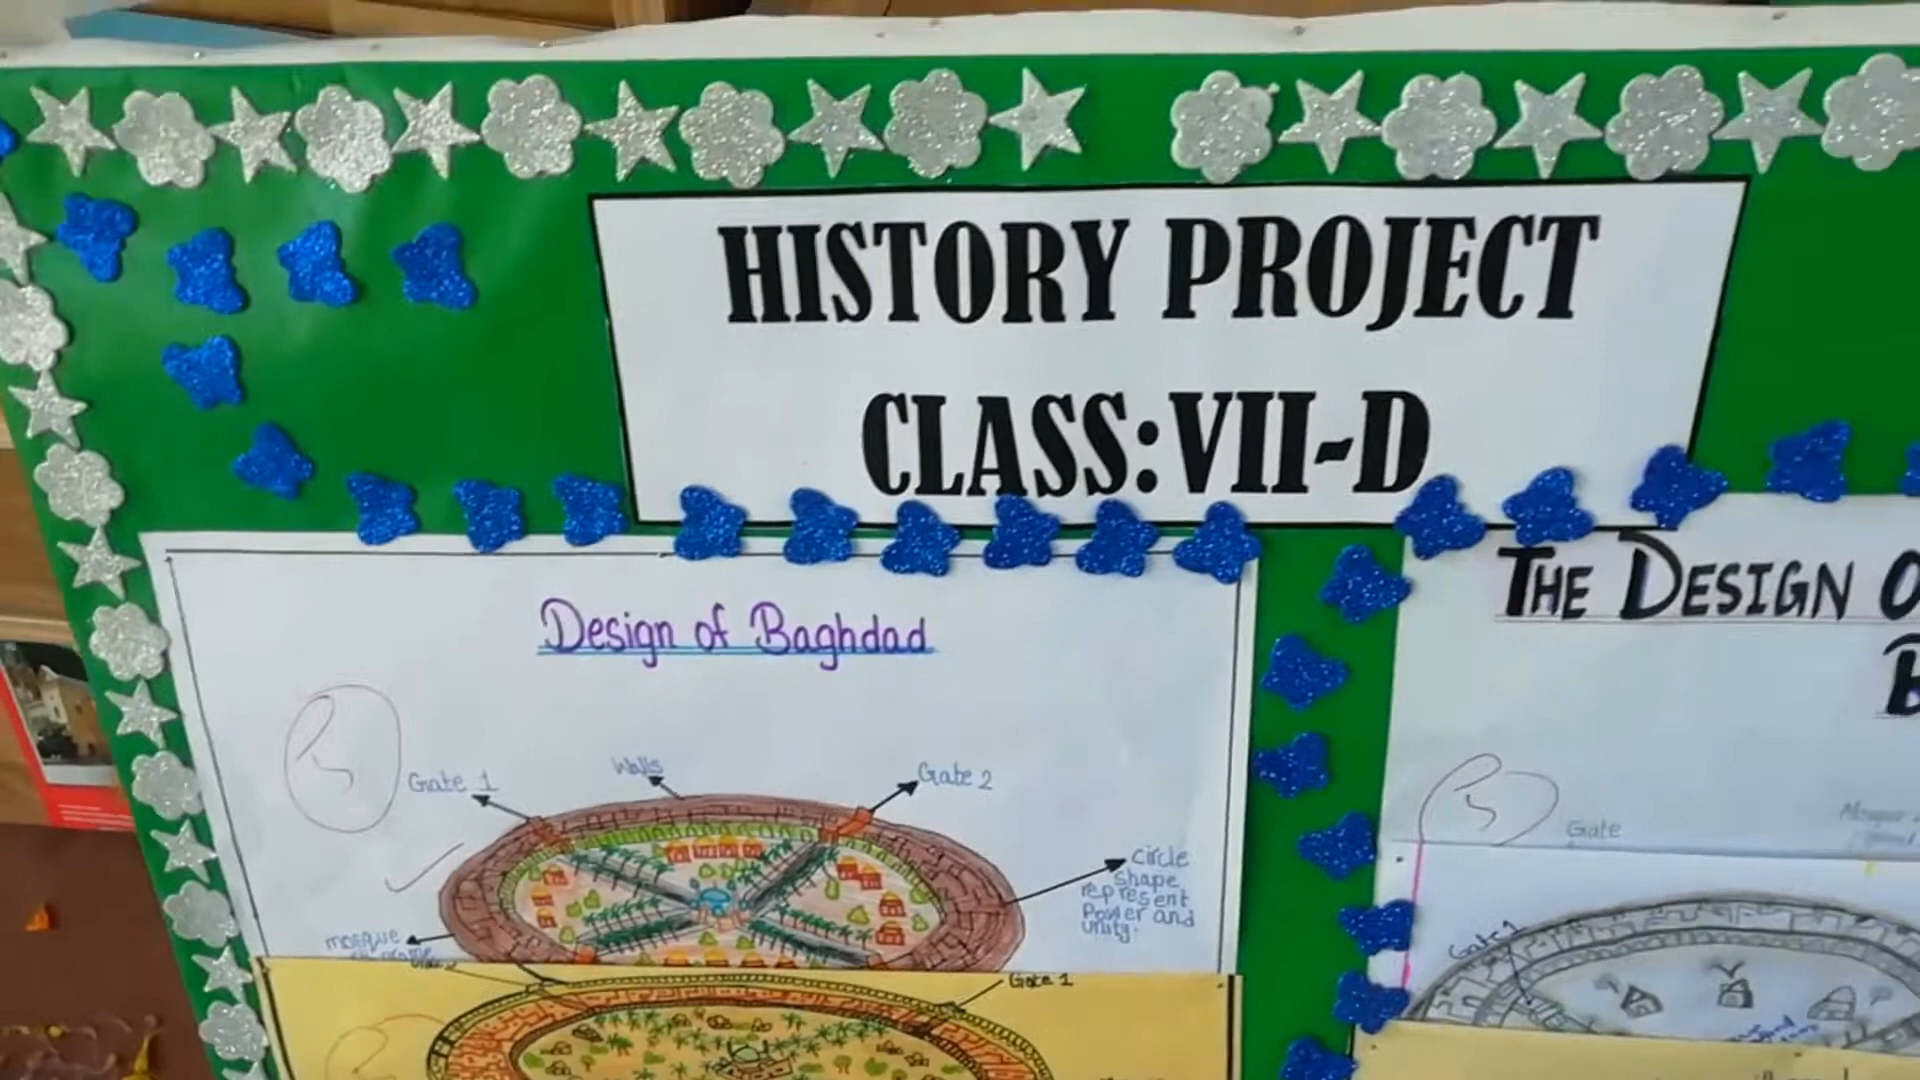 HISTORY PROJECT
CLASS:VII-D
Design of Baghdad
Gate 1
Walls
Gate 2
circle
shape
represent
Power and
Unity.
mosque
Gate 1
THE DESIGN O
B
Gate
Gate 1